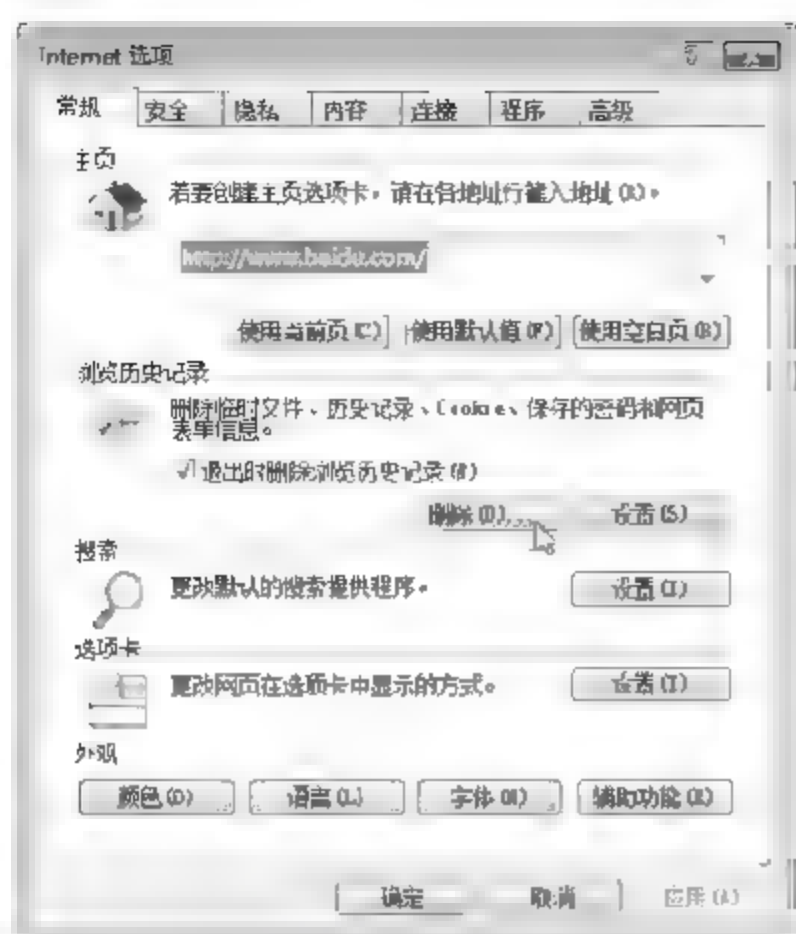 Internet 选项
常规 安全 隐私 内容 连接 程序 高级
主页
若要创建主页选项卡，请在各地址行键入地址(R)。
http://www.baidu.com/
使用当前页(C) 使用默认值(F) 使用空白页(B)
浏览历史记录
删除临时文件、历史记录、Cookie、保存的密码和网页
表单信息。
退出时删除浏览历史记录(W)
删除(D)... 设置(S)
搜索
更改默认的搜索提供程序。 设置(I)
选项卡
更改网页在选项卡中显示的方式。 设置(T)
外观
颜色(O) 语言(L) 字体(N) 辅助功能(E)
确定 取消 应用(A)